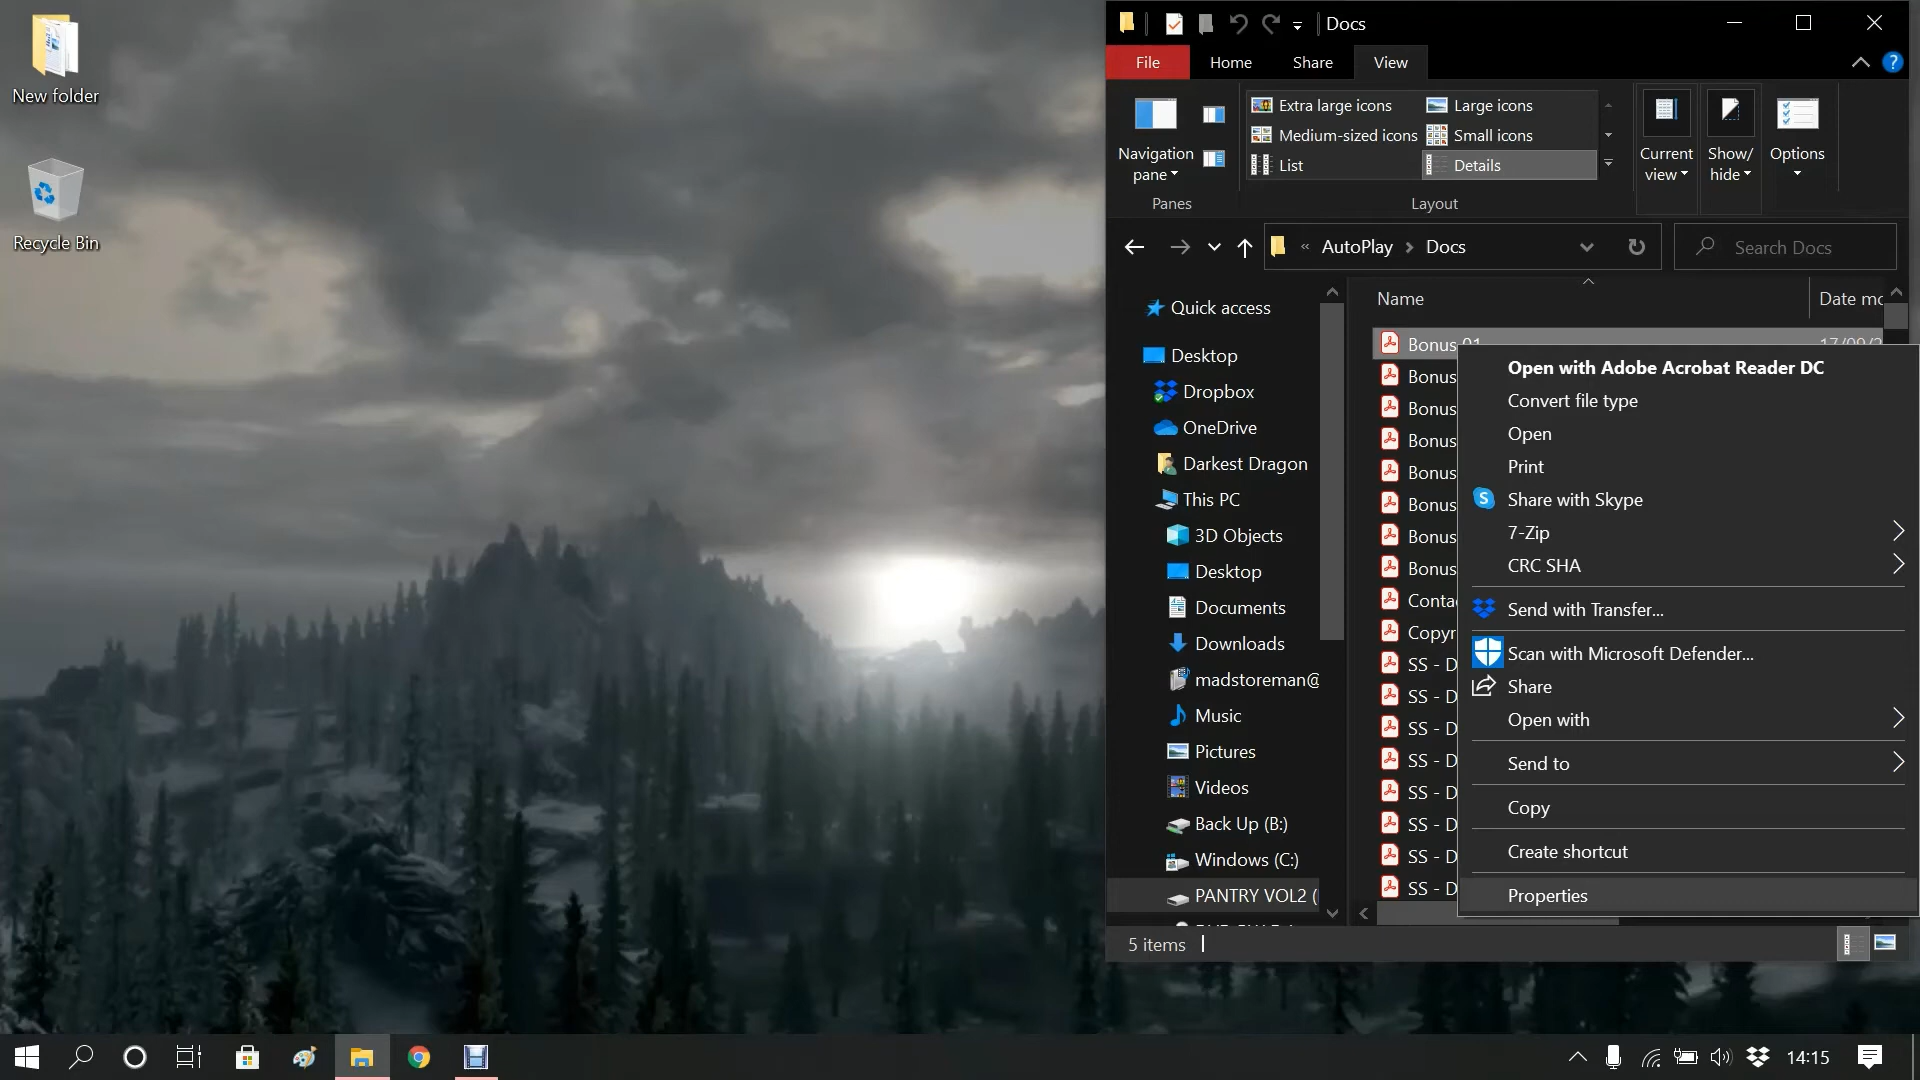 New folder
Recycle Bin
Docs
File
Home
Share
View
Navigation
pane
Extra large icons
Large icons
Medium-sized icons
Small icons
List
Details
Current
view
Show/
hide
Options
Panes
Layout
« AutoPlay > Docs
Search Docs
Quick access
Desktop
Dropbox
OneDrive
Darkest Dragon
This PC
3D Objects
Desktop
Documents
Downloads
madstoreman@
Music
Pictures
Videos
Back Up (B:)
Windows (C:)
PANTRY VOL2 (
Name
Date mo
Bonus 01
17/09/2
Bonus
Bonus
Bonus
Bonus
Bonus
Bonus
Bonus
Conta
Copyr
SS - D
SS - D
SS - D
SS - D
SS - D
SS - D
SS - D
SS - D
Open with Adobe Acrobat Reader DC
Convert file type
Open
Print
S
Share with Skype
7-Zip
CRC SHA
Send with Transfer...
Scan with Microsoft Defender...
Share
Open with
Send to
Copy
Create shortcut
Properties
5 items
14:15